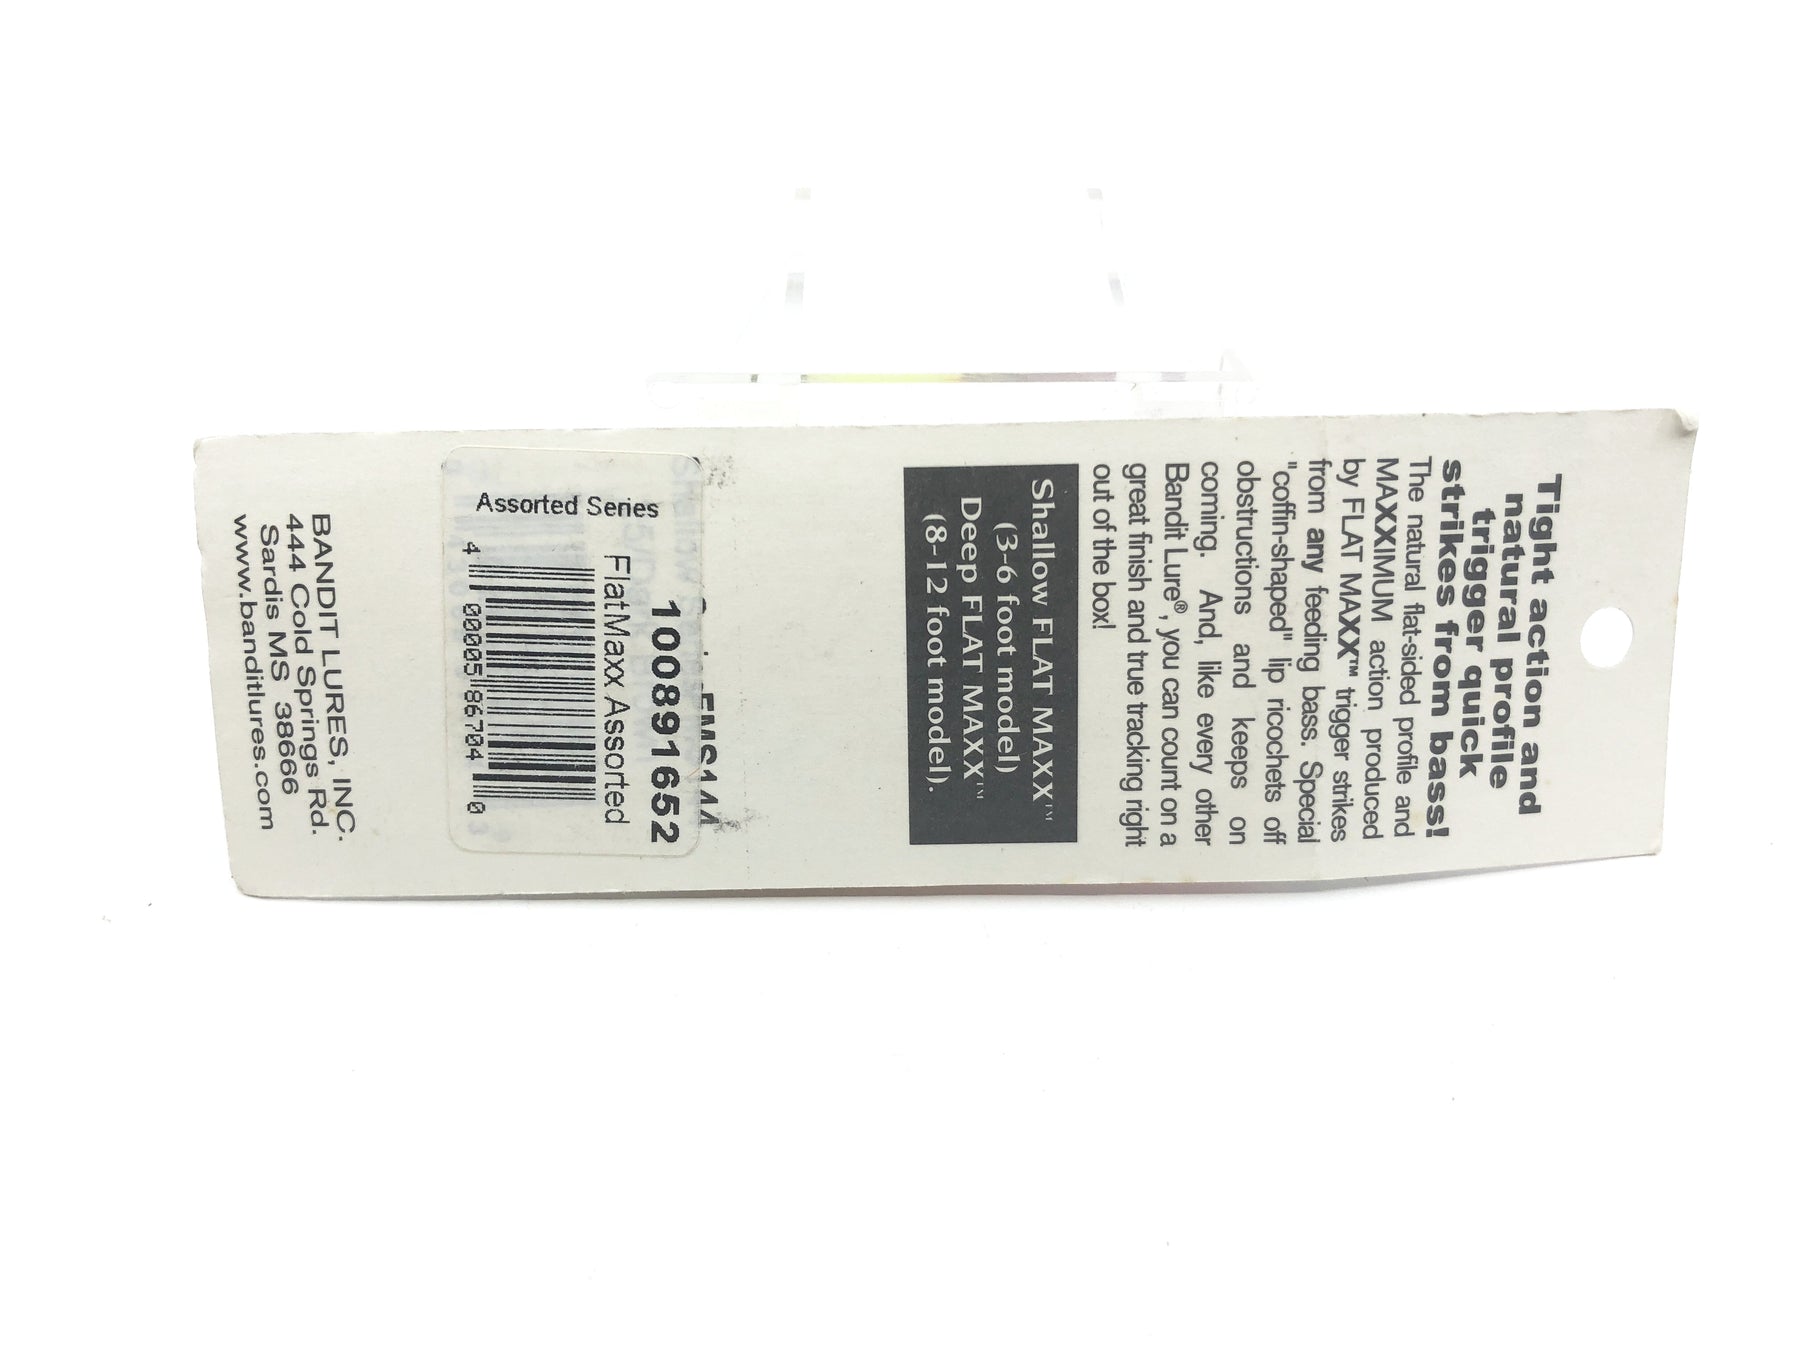 Tight action and
natural profile
trigger quick
strikes from bass!
The natural flat-sided profile and
MAXXIMUM action produced
by FLAT MAXX™ trigger strikes
from any feeding bass. Special
"coffin-shaped" lip ricochets off
obstructions and keeps on
coming. And, like every other
Bandit Lure®, you can count on a
great finish and true tracking right
out of the box!
Shallow FLAT MAXX™
(3-6 foot model)
Deep FLAT MAXX™
(8-12 foot model).
100891652
FlatMaxx Assorted
4 00005 86704 0
Assorted Series
BANDIT LURES, INC.
444 Cold Springs Rd.
Sardis MS 38666
www.banditlures.com